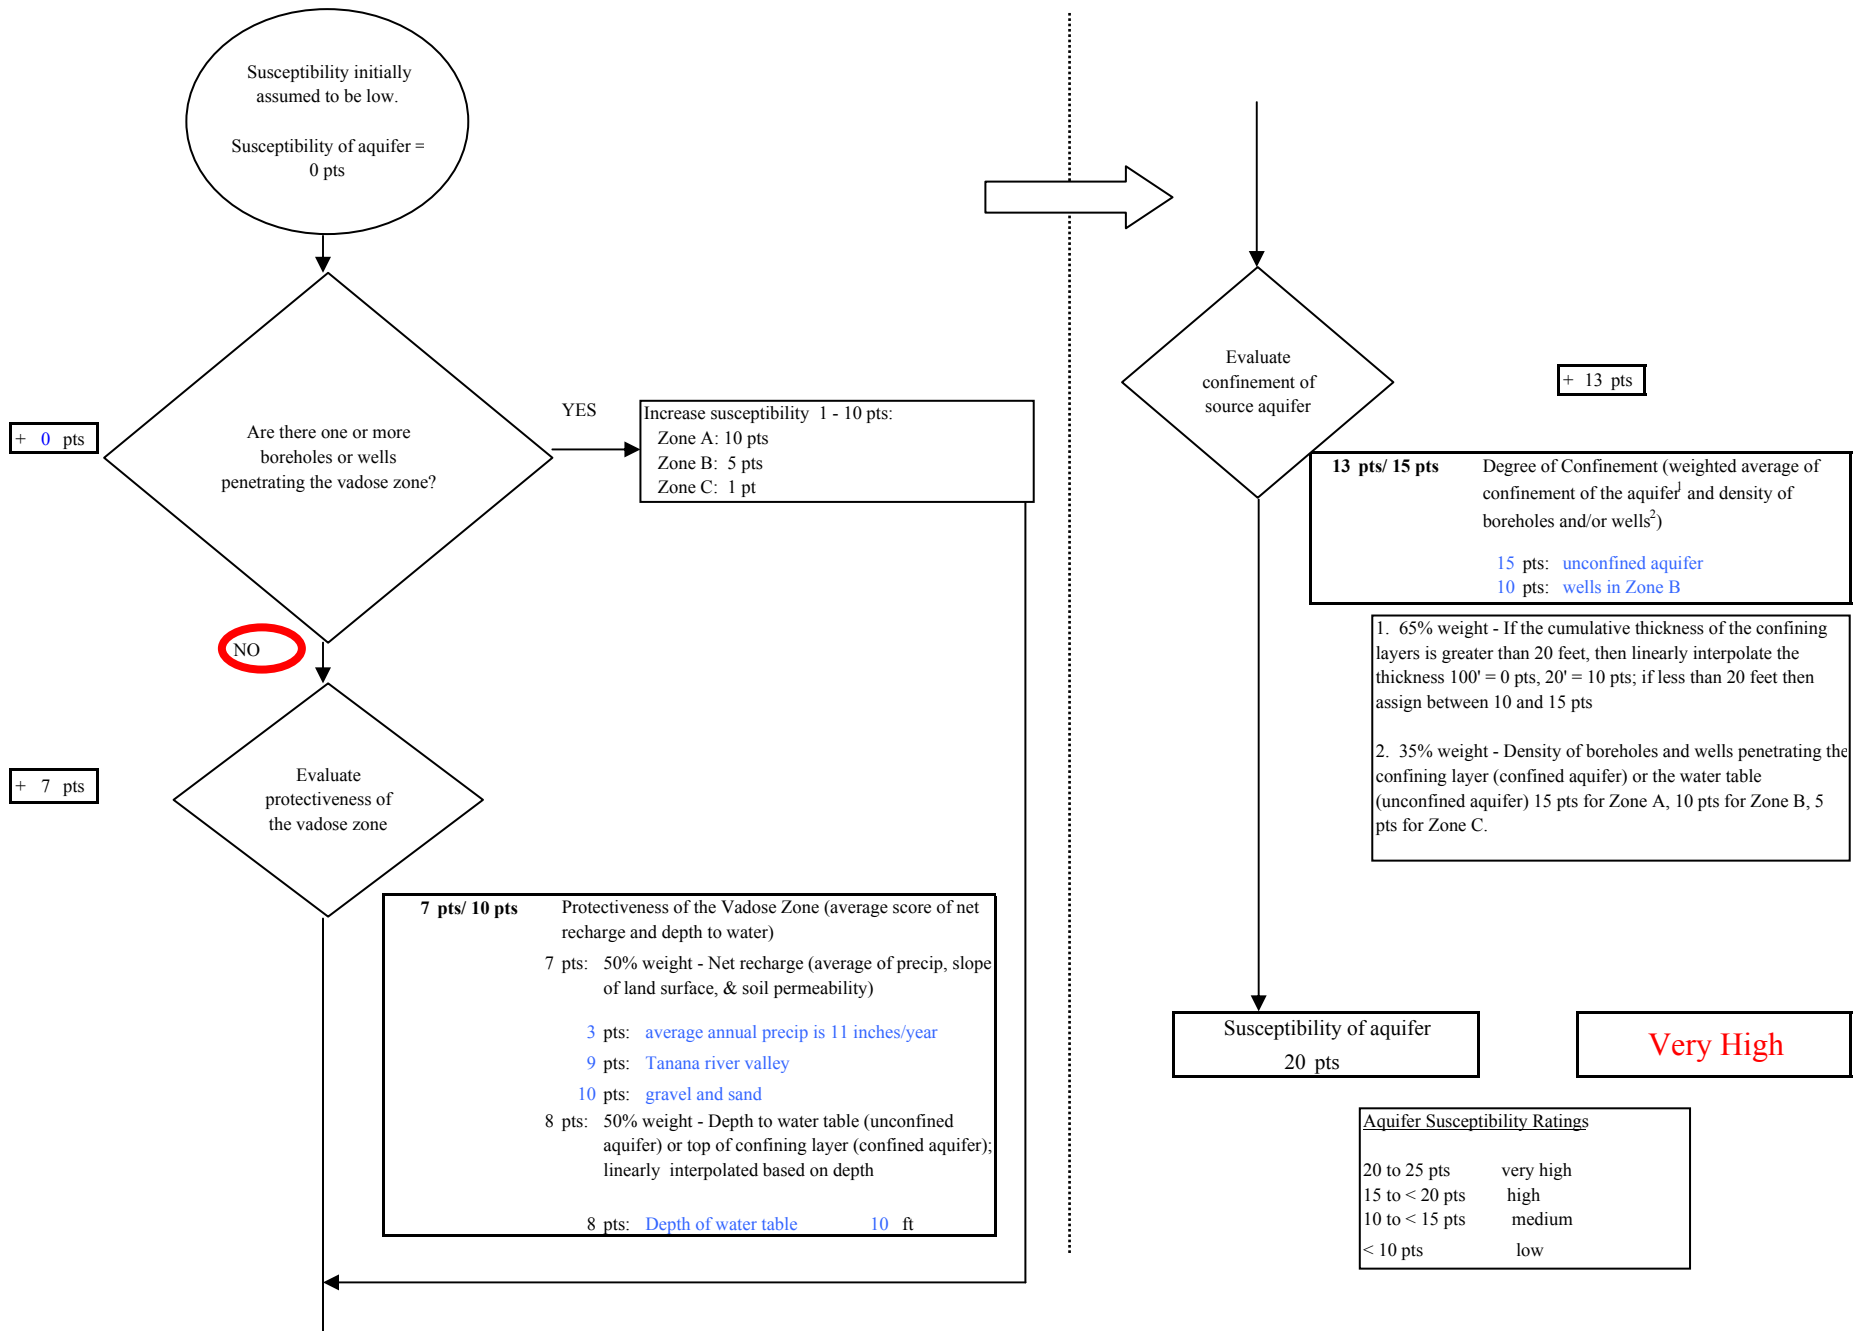 Susceptibility initially
assumed to be low.
Susceptibility of aquifer =
0 pts
+ 0 pts
Are there one or more
boreholes or wells
penetrating the vadose zone?
YES
Increase susceptibility 1 - 10 pts:
Zone A: 10 pts
Zone B: 5 pts
Zone C: 1 pt
NO
+ 7 pts
Evaluate
protectiveness of
the vadose zone
7 pts/ 10 pts Protectiveness of the Vadose Zone (average score of net
recharge and depth to water)
7 pts: 50% weight - Net recharge (average of precip, slope
of land surface, & soil permeability)
3 pts: average annual precip is 11 inches/year
9 pts: Tanana river valley
10 pts: gravel and sand
8 pts: 50% weight - Depth to water table (unconfined
aquifer) or top of confining layer (confined aquifer);
linearly interpolated based on depth
8 pts: Depth of water table 10 ft
Evaluate
confinement of
source aquifer
+ 13 pts
13 pts/ 15 pts Degree of Confinement (weighted average of
confinement of the aquifer1 and density of
boreholes and/or wells2)
15 pts: unconfined aquifer
10 pts: wells in Zone B
1. 65% weight - If the cumulative thickness of the confining
layers is greater than 20 feet, then linearly interpolate the
thickness 100' = 0 pts, 20' = 10 pts; if less than 20 feet then
assign between 10 and 15 pts
2. 35% weight - Density of boreholes and wells penetrating the
confining layer (confined aquifer) or the water table
(unconfined aquifer) 15 pts for Zone A, 10 pts for Zone B, 5
pts for Zone C.
Susceptibility of aquifer
20 pts
Very High
Aquifer Susceptibility Ratings
20 to 25 pts very high
15 to < 20 pts high
10 to < 15 pts medium
< 10 pts low